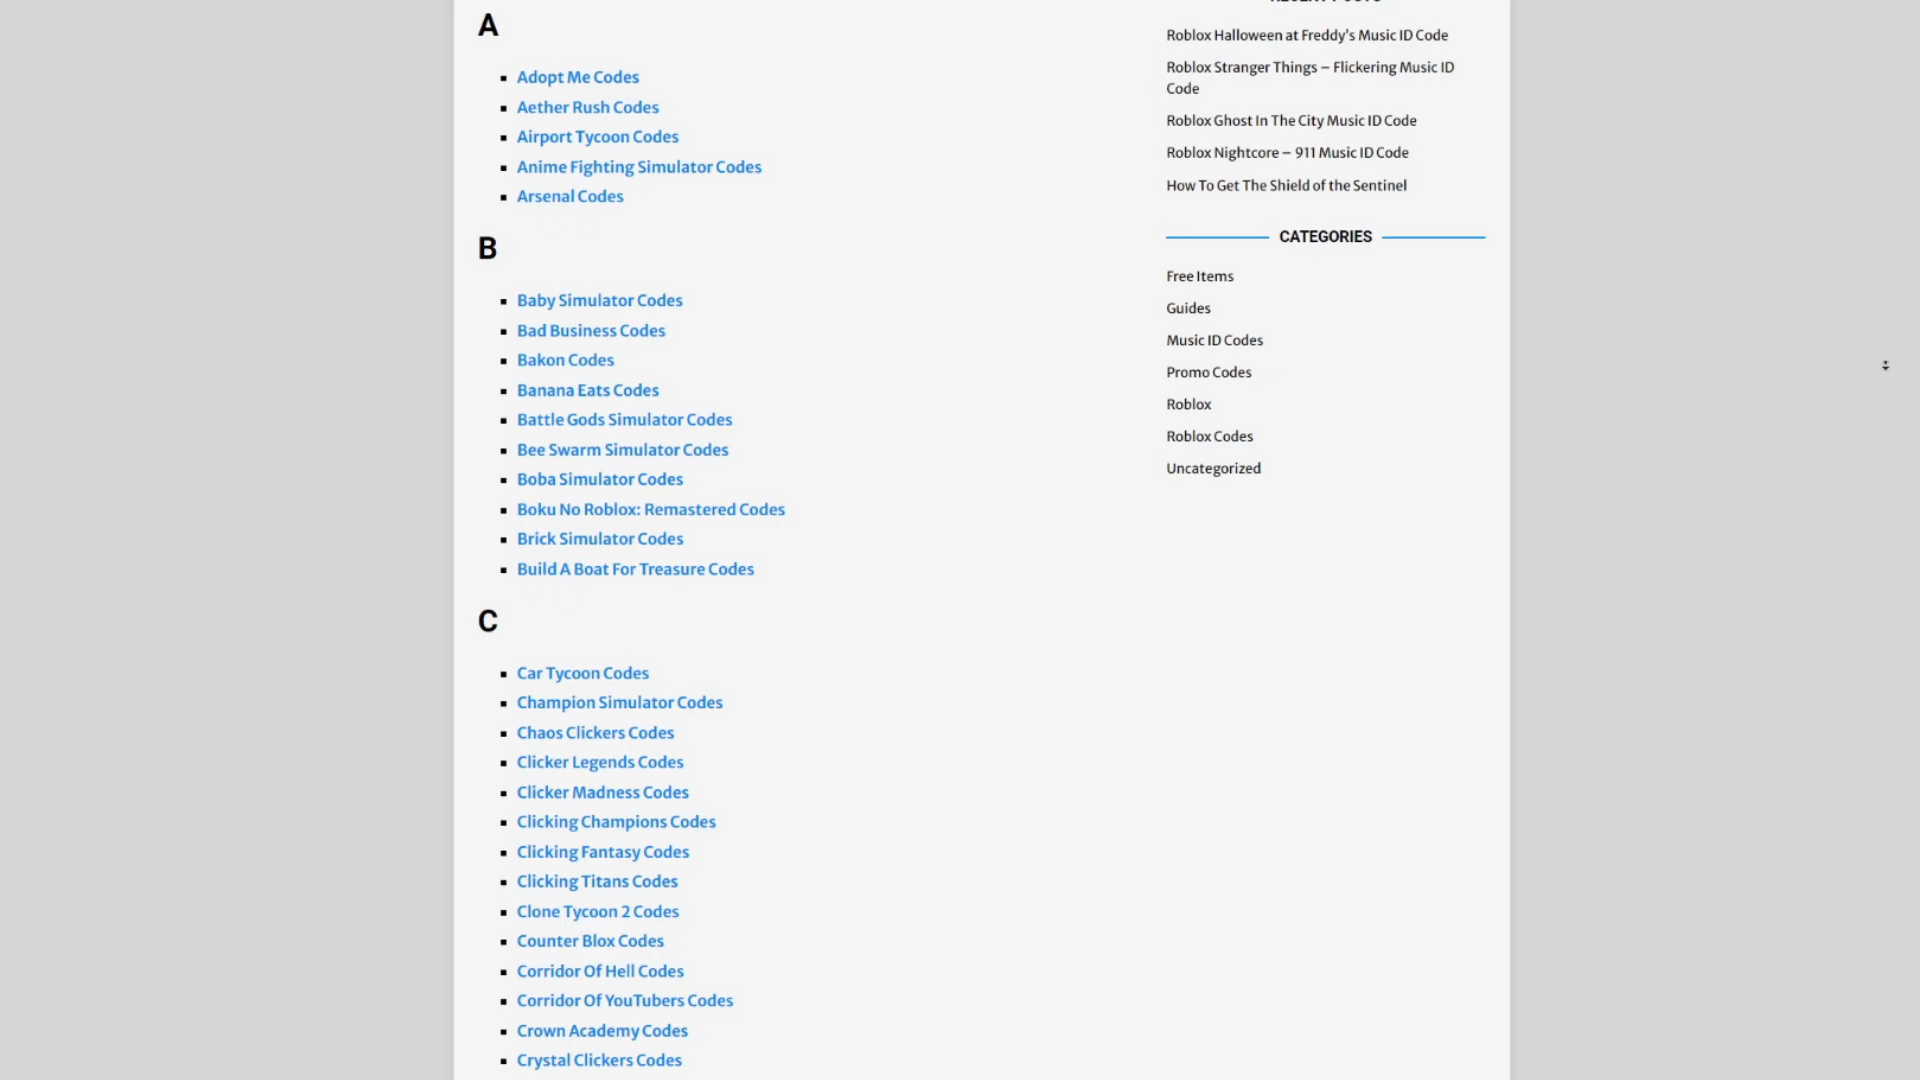 A
Adopt Me Codes
Aether Rush Codes
Airport Tycoon Codes
Anime Fighting Simulator Codes
Arsenal Codes
B
Baby Simulator Codes
Bad Business Codes
Bakon Codes
Banana Eats Codes
Battle Gods Simulator Codes
Bee Swarm Simulator Codes
Boba Simulator Codes
Boku No Roblox: Remastered Codes
Brick Simulator Codes
Build A Boat For Treasure Codes
C
Car Tycoon Codes
Champion Simulator Codes
Chaos Clickers Codes
Clicker Legends Codes
Clicker Madness Codes
Clicking Champions Codes
Clicking Fantasy Codes
Clicking Titans Codes
Clone Tycoon 2 Codes
Counter Blox Codes
Corridor Of Hell Codes
Corridor Of YouTubers Codes
Crown Academy Codes
Crystal Clickers Codes
Roblox Halloween at Freddy's Music ID Code
Roblox Stranger Things – Flickering Music ID
Code
Roblox Ghost In The City Music ID Code
Roblox Nightcore – 911 Music ID Code
How To Get The Shield of the Sentinel
CATEGORIES
Free Items
Guides
Music ID Codes
Promo Codes
Roblox
Roblox Codes
Uncategorized